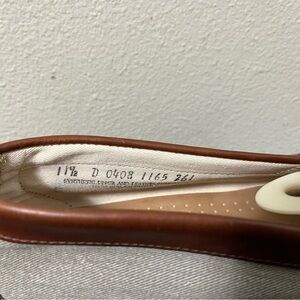 11½ D 0408 1165 261
SYNTHETIC UPPER AND LEATHER